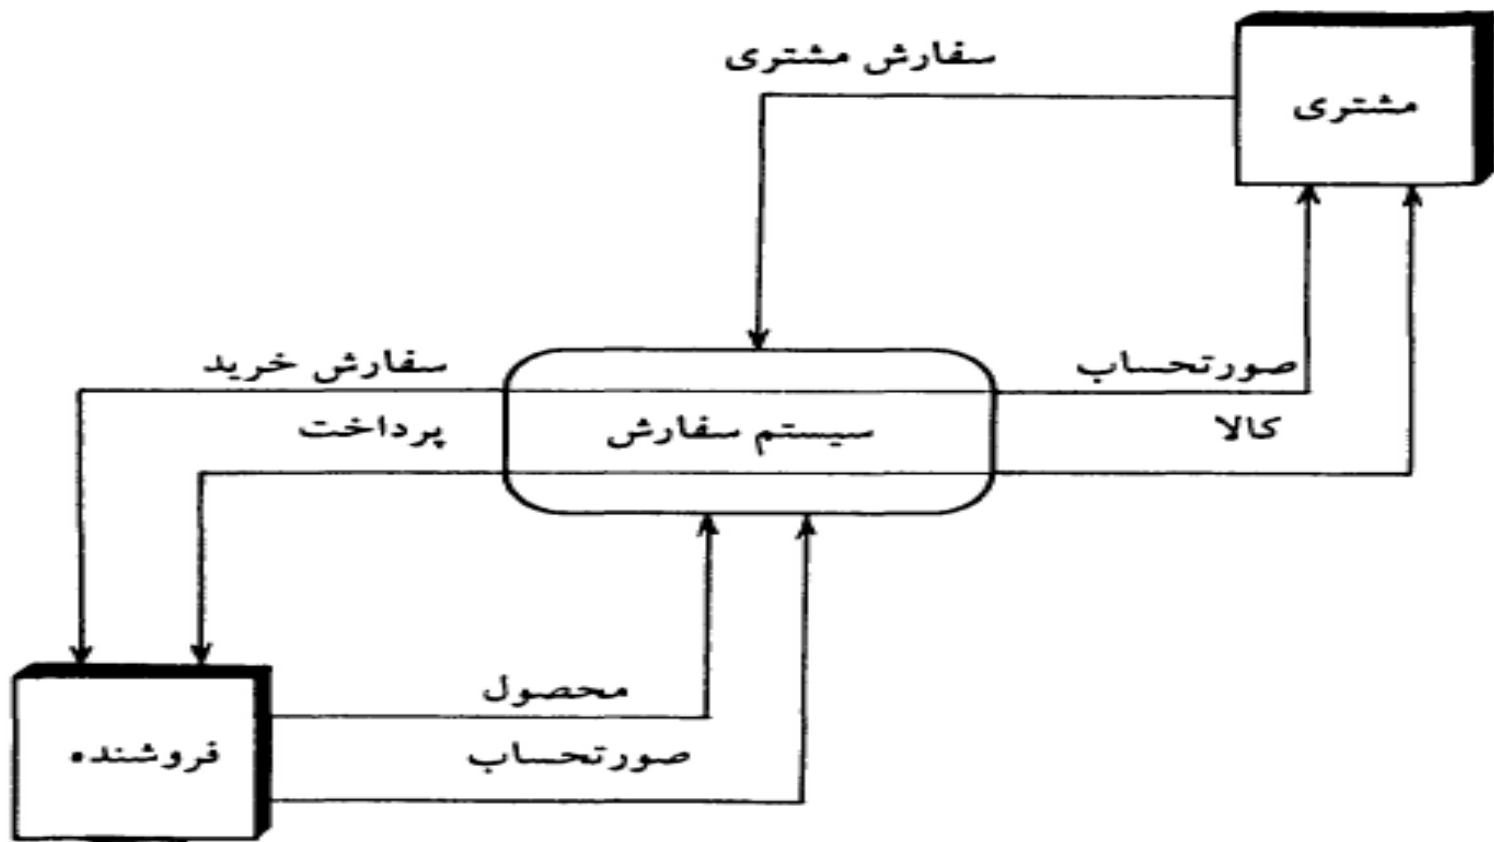 سفارش مشتری
مشتری
صورتحساب
سفارش خرید
کالا
سیستم سفارش
پرداخت
محصول
فروشنده
صورتحساب